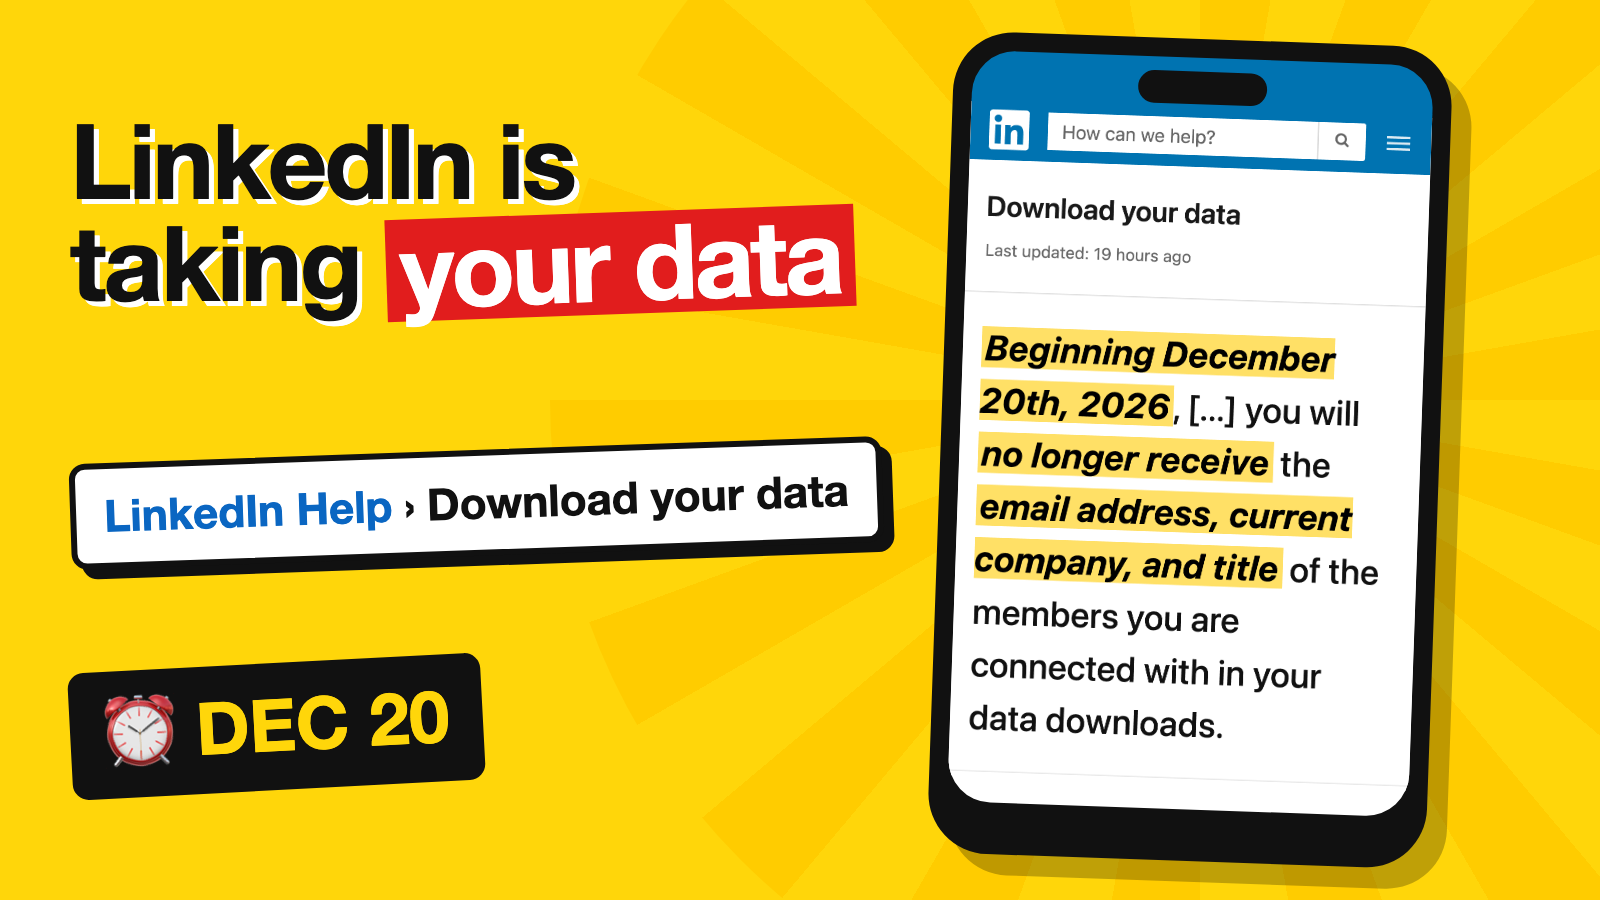 LinkedIn is
taking your data
LinkedIn Help › Download your data
DEC 20
in
How can we help?
Download your data
Last updated: 19 hours ago
Beginning December
20th, 2026, [...] you will
no longer receive the
email address, current
company, and title of the
members you are
connected with in your
data downloads.